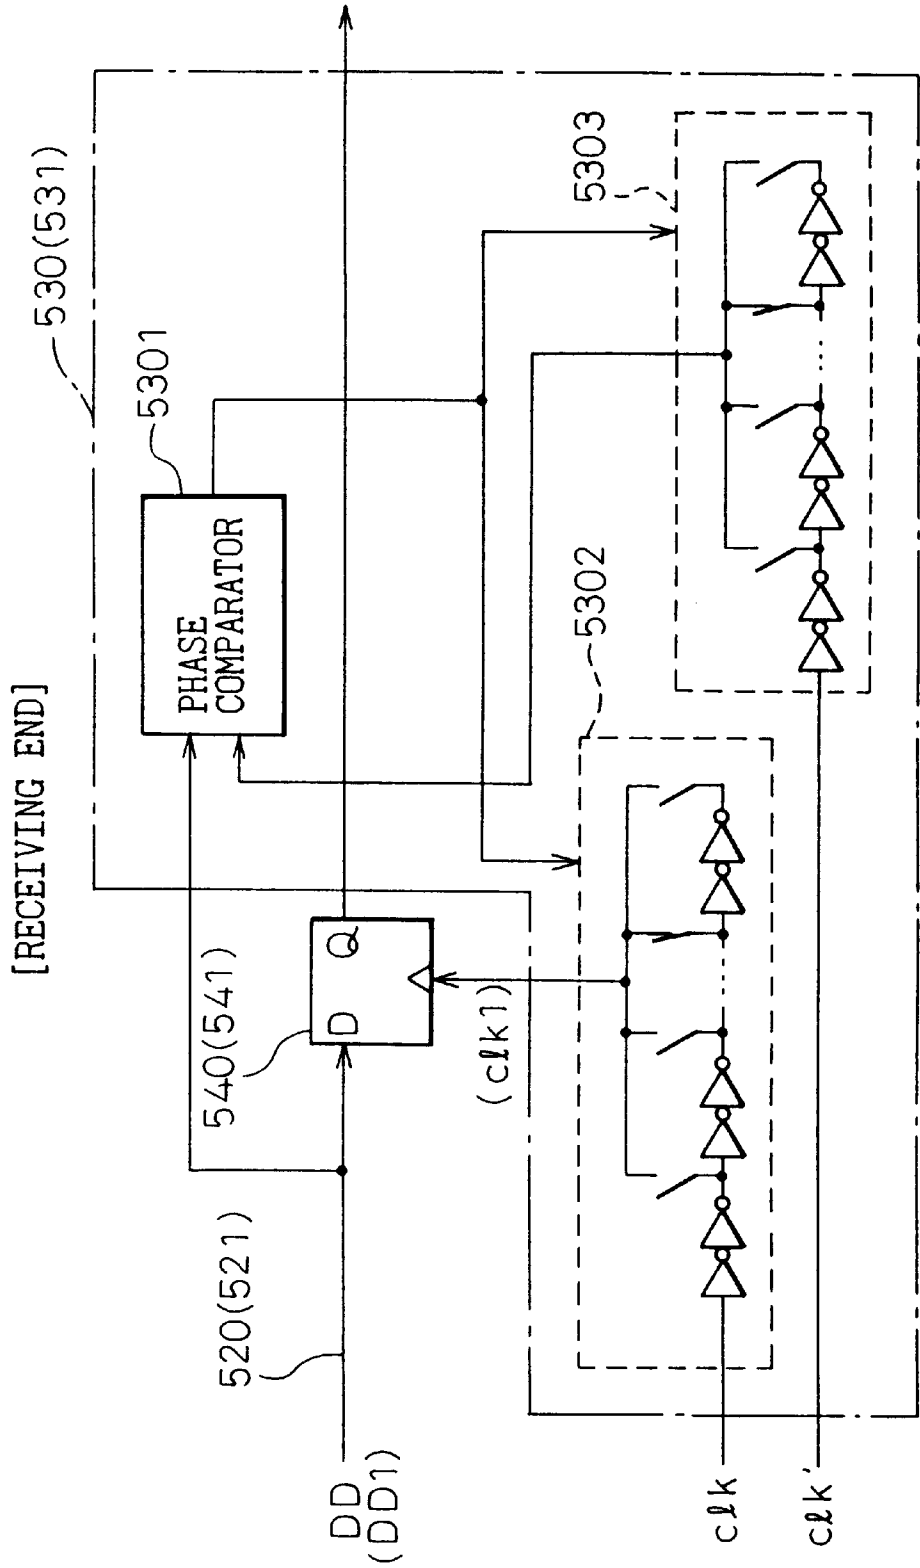 [RECEIVING END]
530(531)
5301
PHASE
COMPARATOR
540(541)
D Q
520(521)
DD
(DD1)
(clk1)
5302
5303
clk
clk'